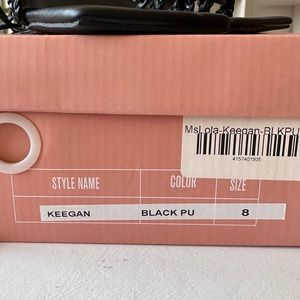 MsLola-Keegan-BLKPU
4157401935
STYLE NAME COLOR SIZE
KEEGAN BLACK PU 8